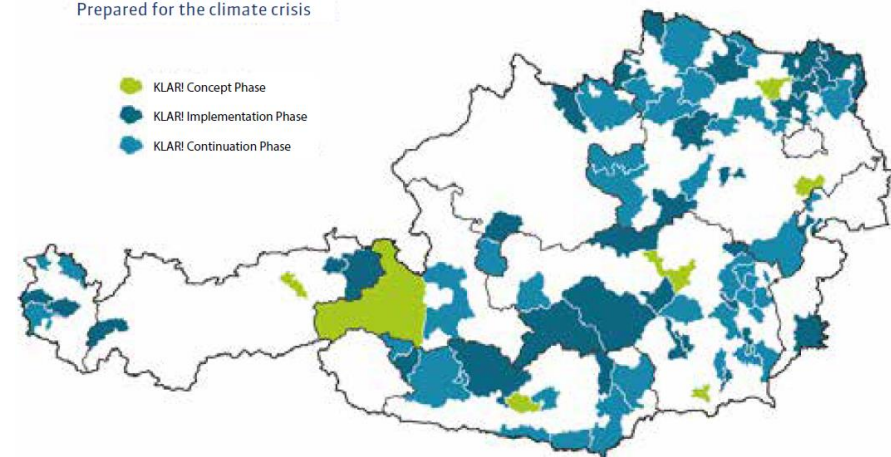 Prepared for the climate crisis
KLAR! Concept Phase
KLAR! Implementation Phase
KLAR! Continuation Phase